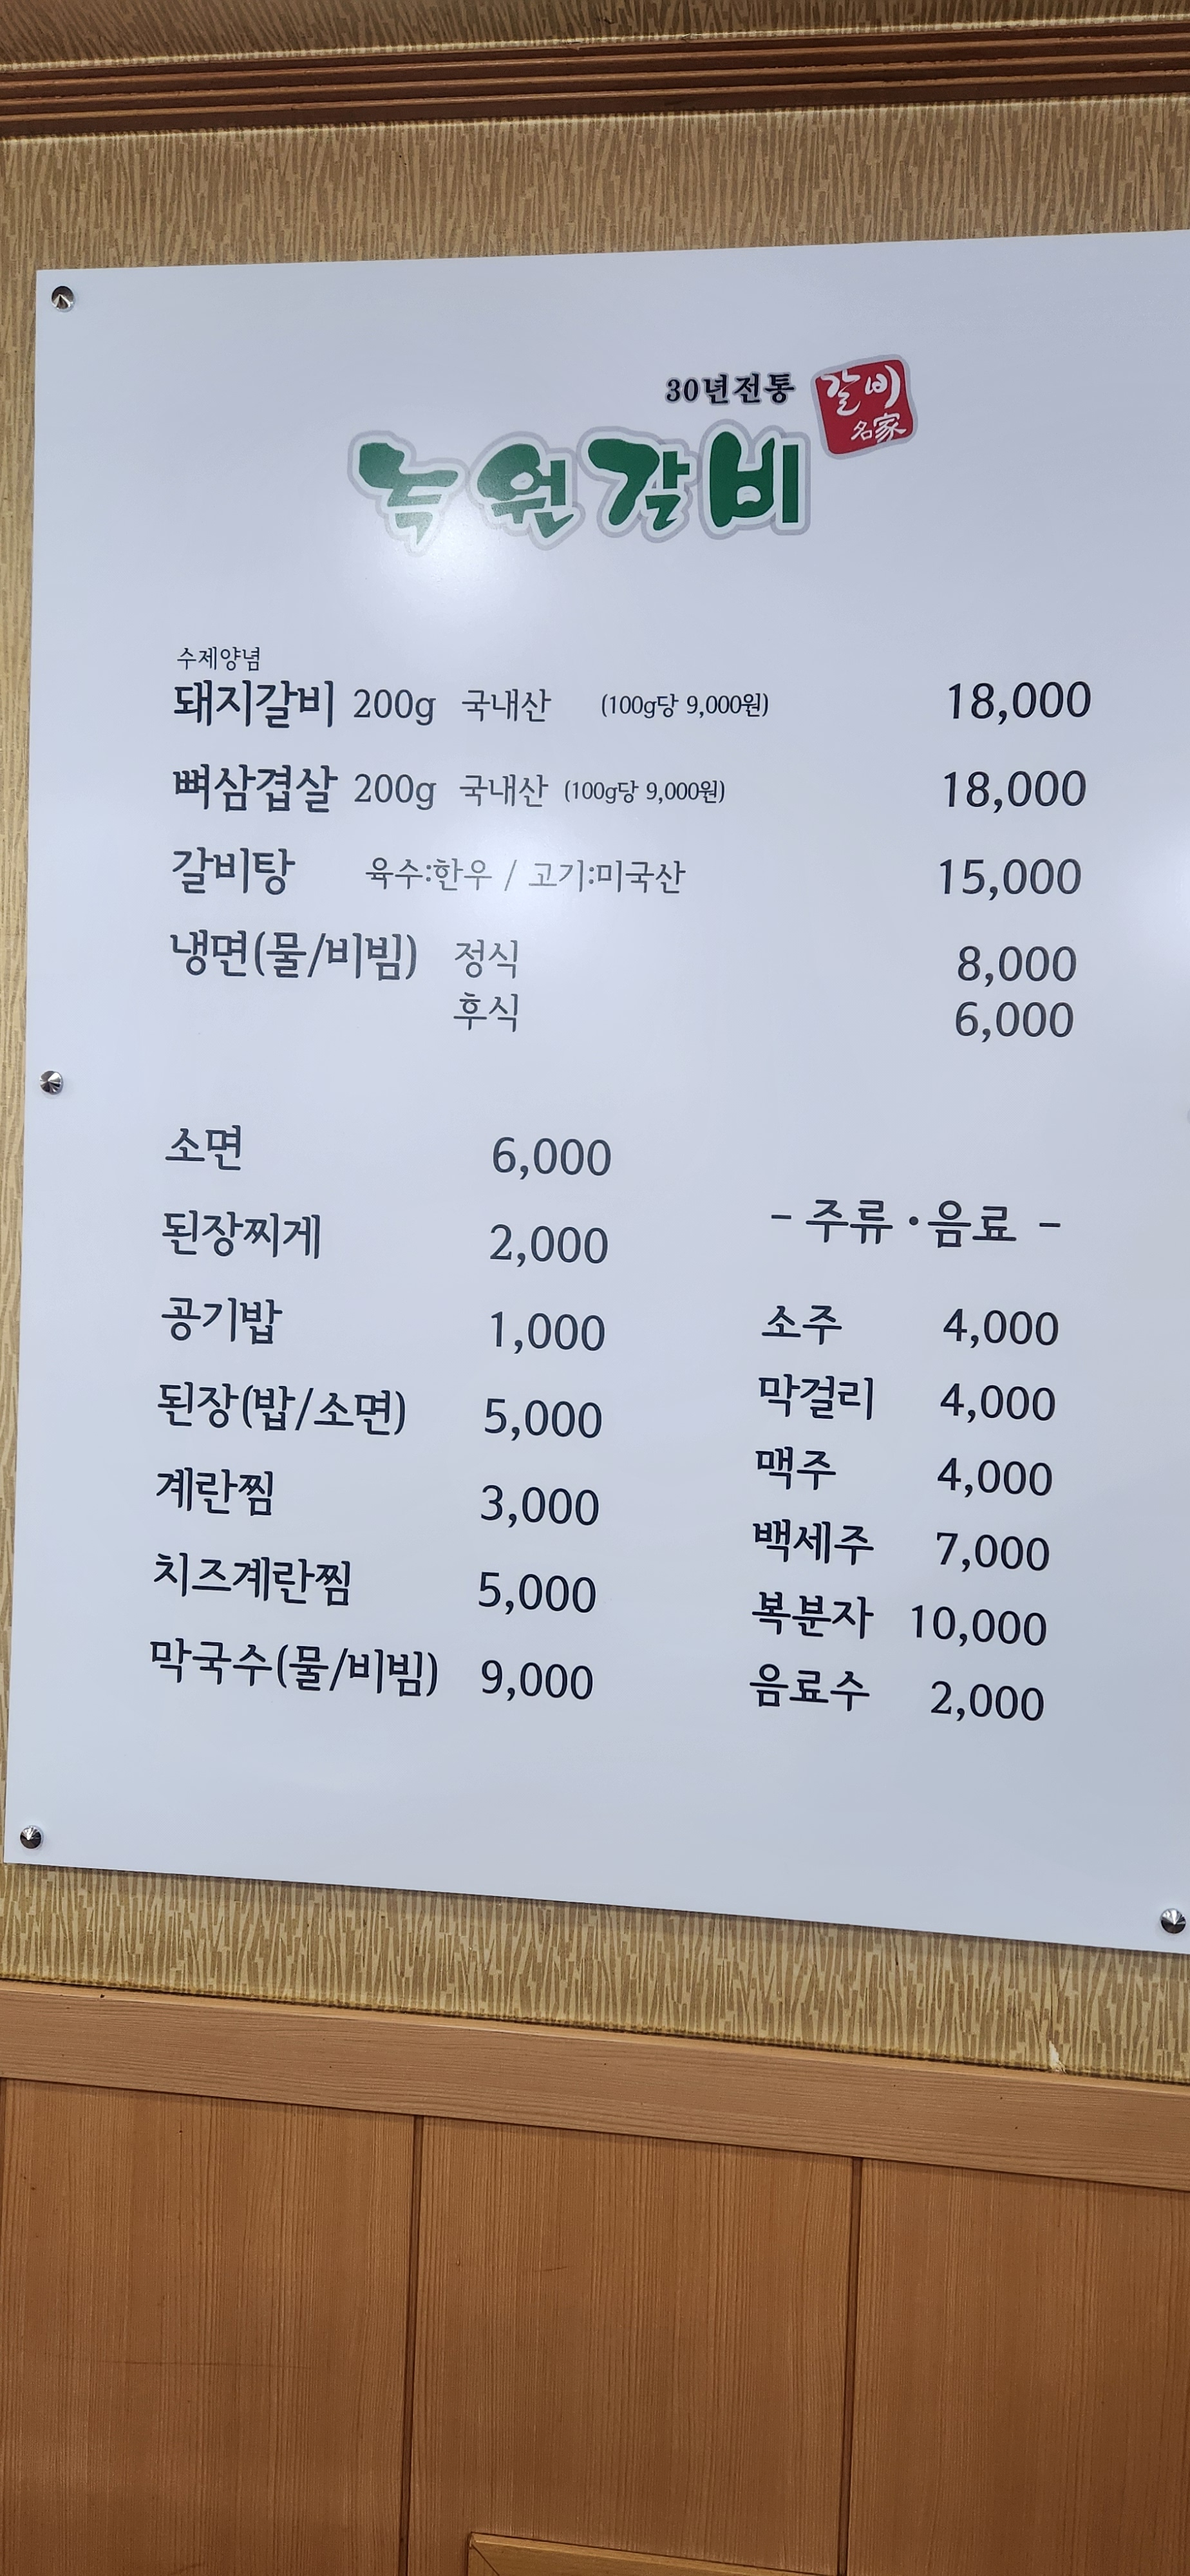 30년전통
갈비
名家
녹원갈비
수제양념
돼지갈비 200g 국내산 (100g당 9,000원) 18,000
뼈삼겹살 200g 국내산 (100g당 9,000원) 18,000
갈비탕 육수:한우 / 고기:미국산 15,000
냉면(물/비빔) 정식 8,000
후식 6,000
소면 6,000
된장찌게 2,000
공기밥 1,000
된장(밥/소면) 5,000
계란찜 3,000
치즈계란찜 5,000
막국수(물/비빔) 9,000
- 주류·음료 -
소주 4,000
막걸리 4,000
맥주 4,000
백세주 7,000
복분자 10,000
음료수 2,000